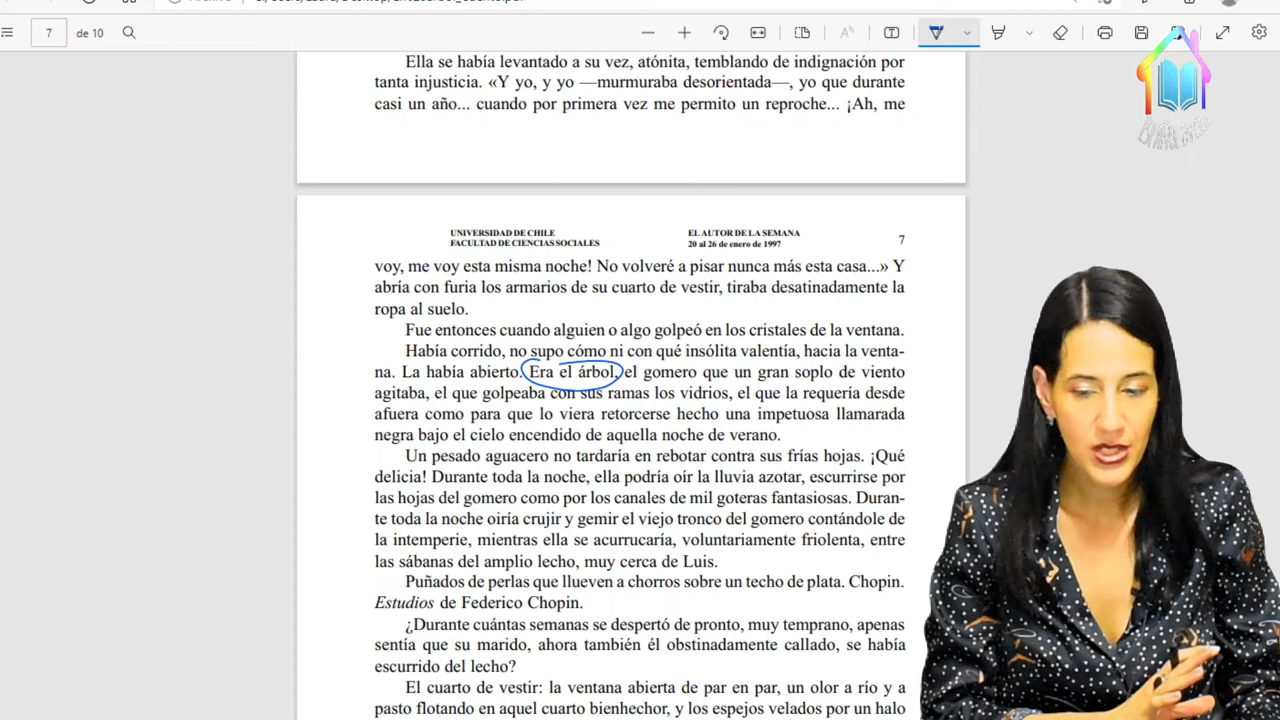 7
de 10
Ella se había levantado a su vez, atónita, temblando de indignación por
tanta injusticia. «Y yo, y yo —murmuraba desorientada—, yo que durante
casi un año... cuando por primera vez me permito un reproche... ¡Ah, me
UNIVERSIDAD DE CHILE
FACULTAD DE CIENCIAS SOCIALES
EL AUTOR DE LA SEMANA
20 al 26 de enero de 1997
7
voy, me voy esta misma noche! No volveré a pisar nunca más esta casa...» Y
abría con furia los armarios de su cuarto de vestir, tiraba desatinadamente la
ropa al suelo.
Fue entonces cuando alguien o algo golpeó en los cristales de la ventana.
Había corrido, no supo cómo ni con qué insólita valentía, hacia la venta-
na. La había abierto. Era el árbol, el gomero que un gran soplo de viento
agitaba, el que golpeaba con sus ramas los vidrios, el que la requería desde
afuera como para que lo viera retorcerse hecho una impetuosa llamarada
negra bajo el cielo encendido de aquella noche de verano.
Un pesado aguacero no tardaría en rebotar contra sus frías hojas. ¡Qué
delicia! Durante toda la noche, ella podría oír la lluvia azotar, escurrirse por
las hojas del gomero como por los canales de mil goteras fantasiosas. Duran-
te toda la noche oiría crujir y gemir el viejo tronco del gomero contándole de
la intemperie, mientras ella se acurrucaría, voluntariamente friolenta, entre
las sábanas del amplio lecho, muy cerca de Luis.
Puñados de perlas que llueven a chorros sobre un techo de plata. Chopin.
Estudios de Federico Chopin.
¿Durante cuántas semanas se despertó de pronto, muy temprano, apenas
sentía que su marido, ahora también él obstinadamente callado, se había
escurrido del lecho?
El cuarto de vestir: la ventana abierta de par en par, un olor a río y a
pasto flotando en aquel cuarto bienhechor, y los espejos velados por un halo